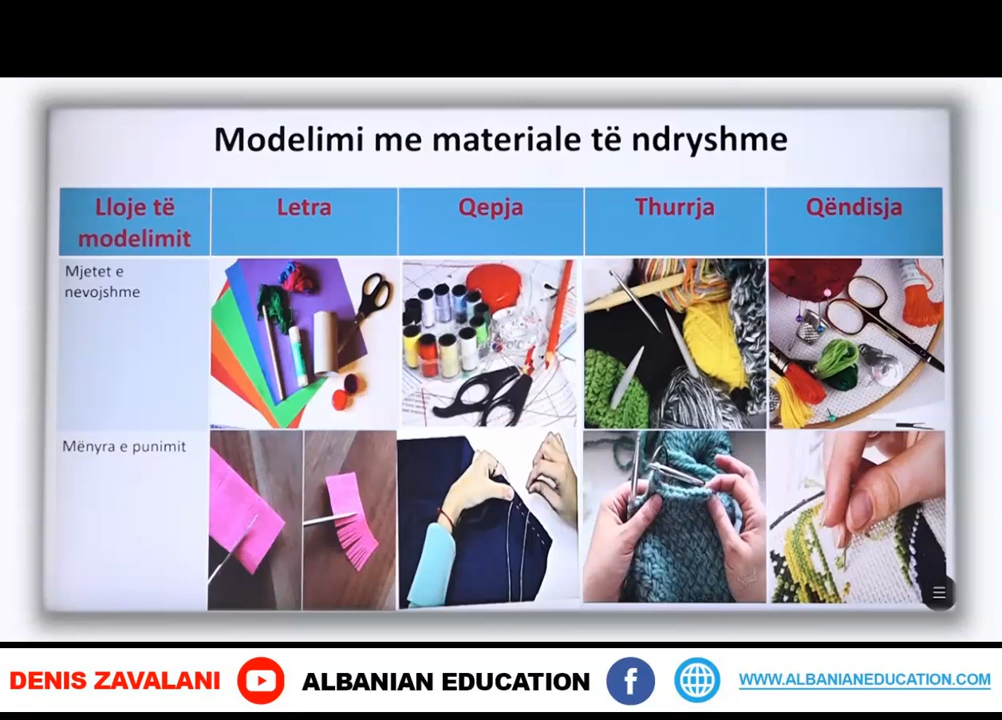 Modelimi me materiale të ndryshme
Lloje të
modelimit
Letra
Qepja
Thurrja
Qëndisja
Mjetet e
nevojshme
Mënyra e punimit
DENIS ZAVALANI
ALBANIAN EDUCATION
f
WWW.ALBANIANEDUCATION.COM